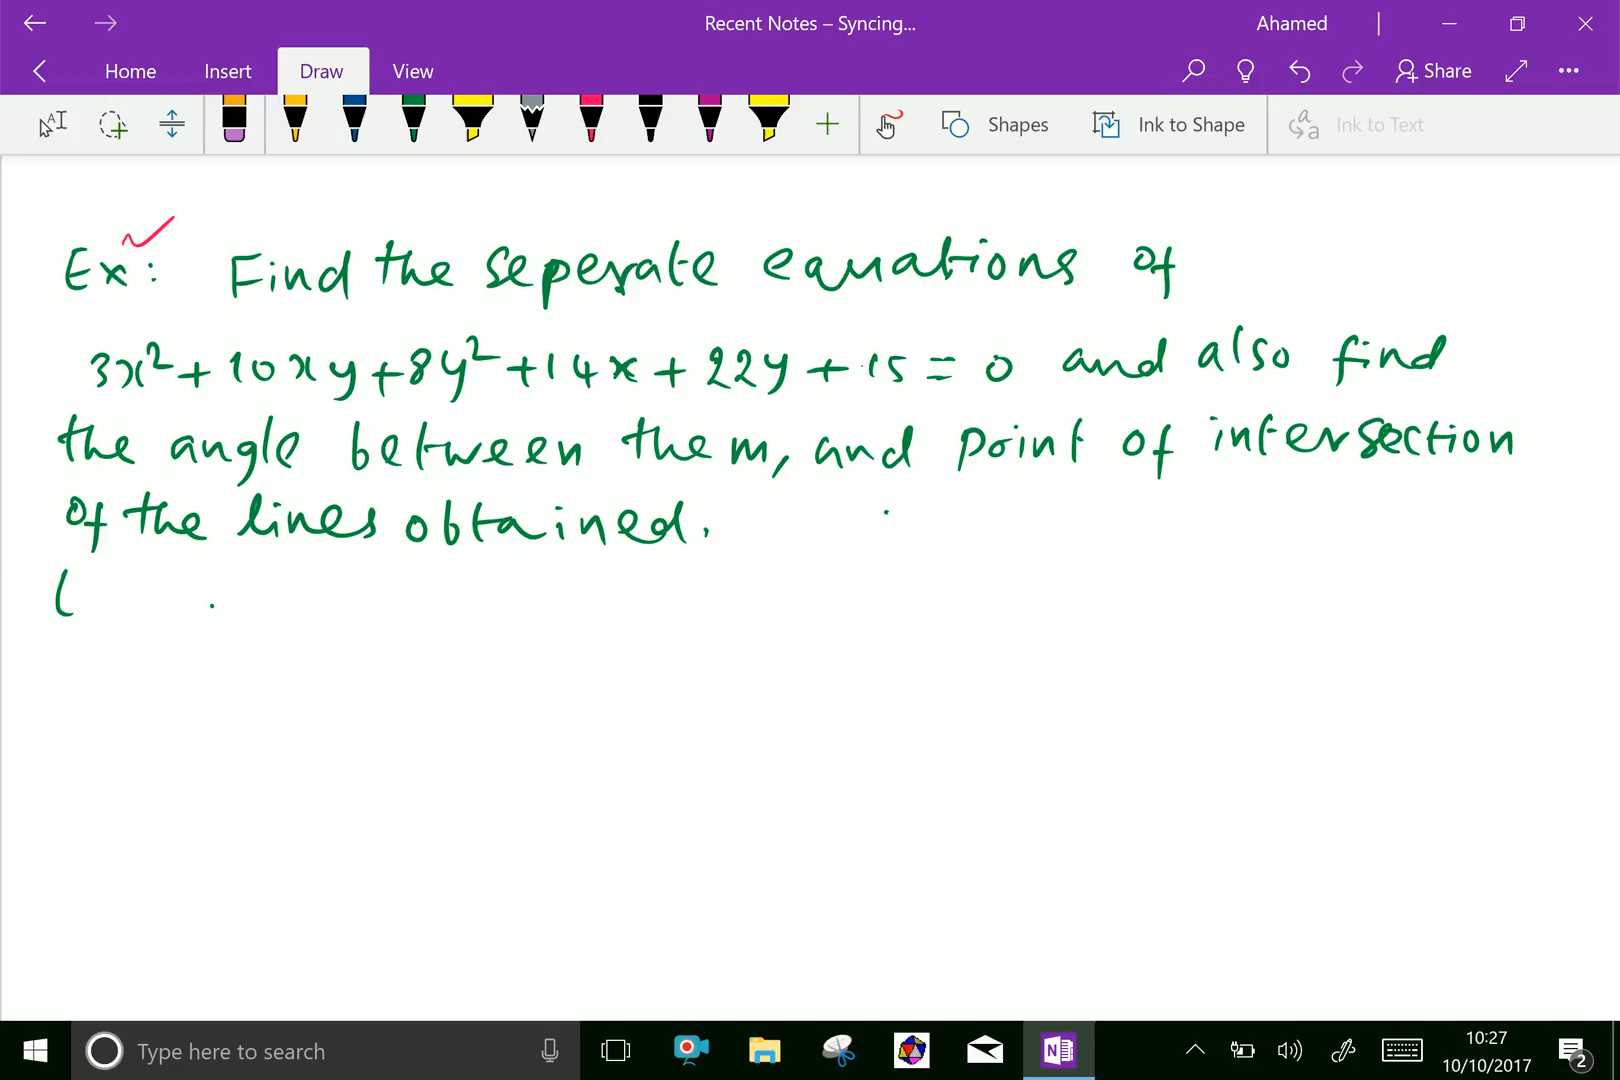 Recent Notes – Syncing...
Ahamed
Home Insert Draw View
Share
Shapes Ink to Shape Ink to Text
Ex: Find the seperate equations of
3x² + 10xy + 8y² + 14x + 22y + 15 = 0 and also find
the angle between them, and point of intersection
of the lines obtained.
(
Type here to search
10:27
10/10/2017
2